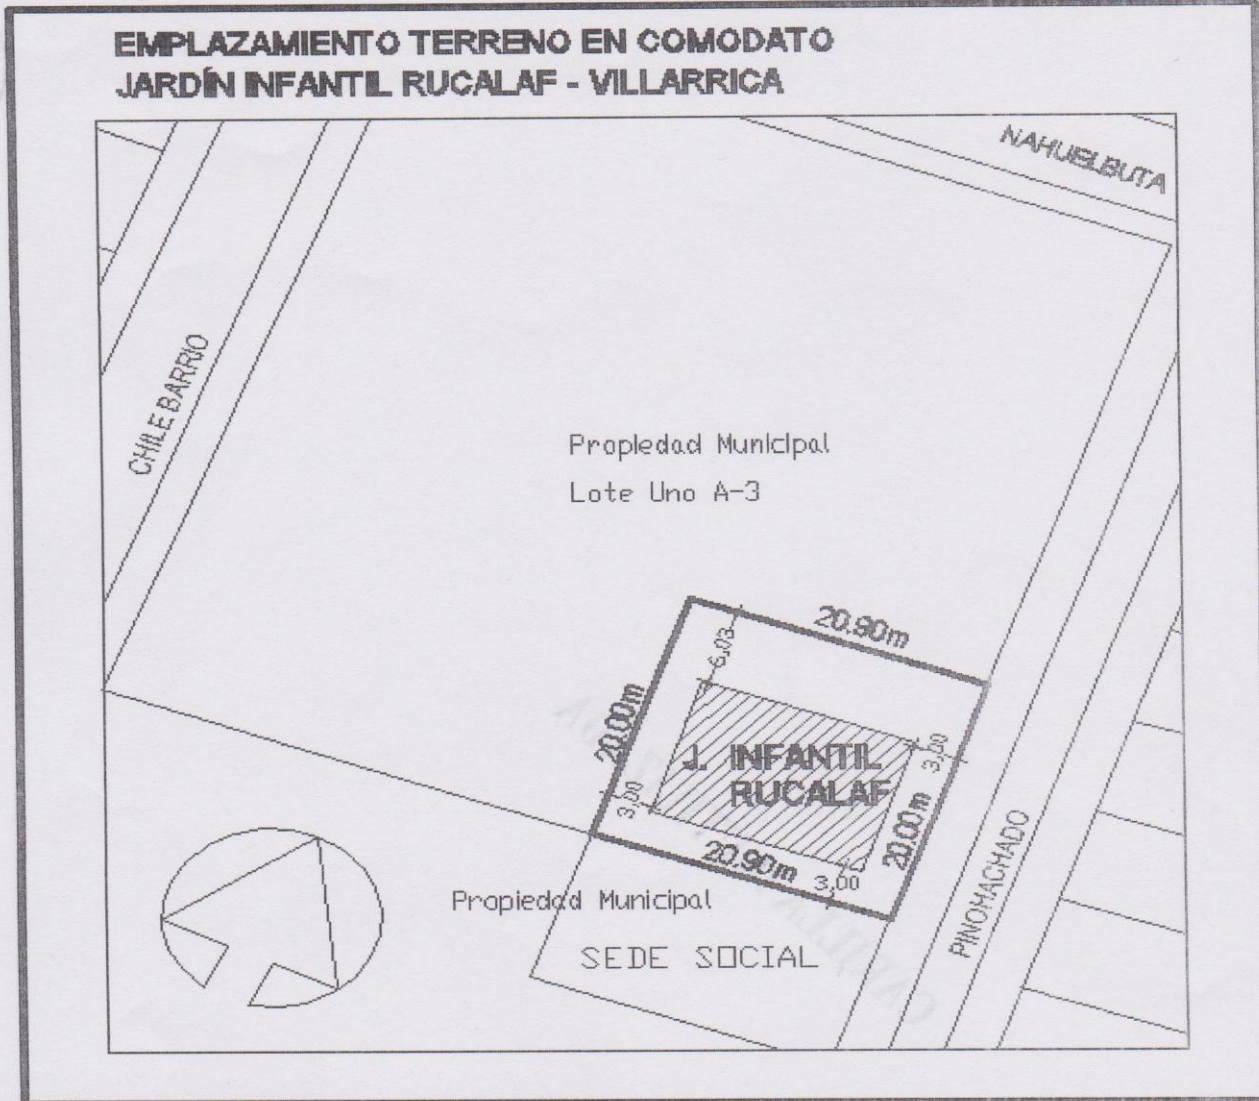 EMPLAZAMIENTO TERRENO EN COMODATO
JARDÍN INFANTIL RUCALAF - VILLARRICA
NAHUELBUTA
CHILE BARRIO
Propiedad Municipal
Lote Uno A-3
20.90m
6,03
20.00m
J. INFANTIL
RUCALAF
3,00
3,00
20.00m
20.90m
3,00
PINOHACHADO
Propiedad Municipal
SEDE SOCIAL